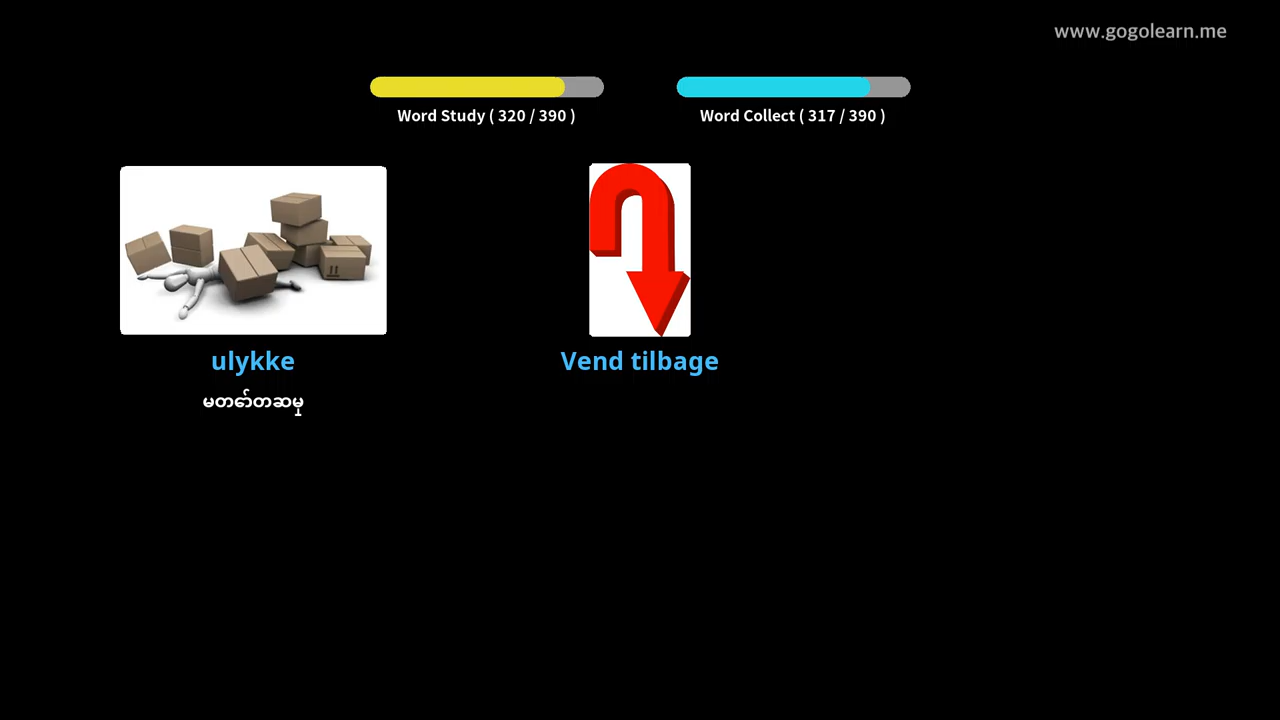 www.gogolearn.me
Word Study ( 320 / 390 )
Word Collect ( 317 / 390 )
ulykke
Vend tilbage
မတော်တဆမှု